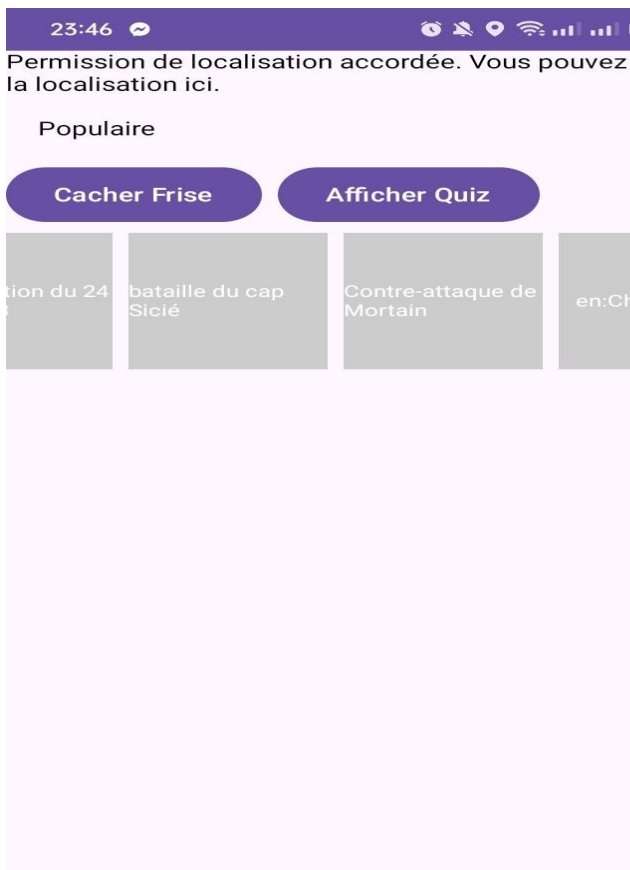 23:46
Permission de localisation accordée. Vous pouvez
la localisation ici.
Populaire
Cacher Frise
Afficher Quiz
tion du 24
bataille du cap
Sicié
Contre-attaque de
Mortain
en:Ch